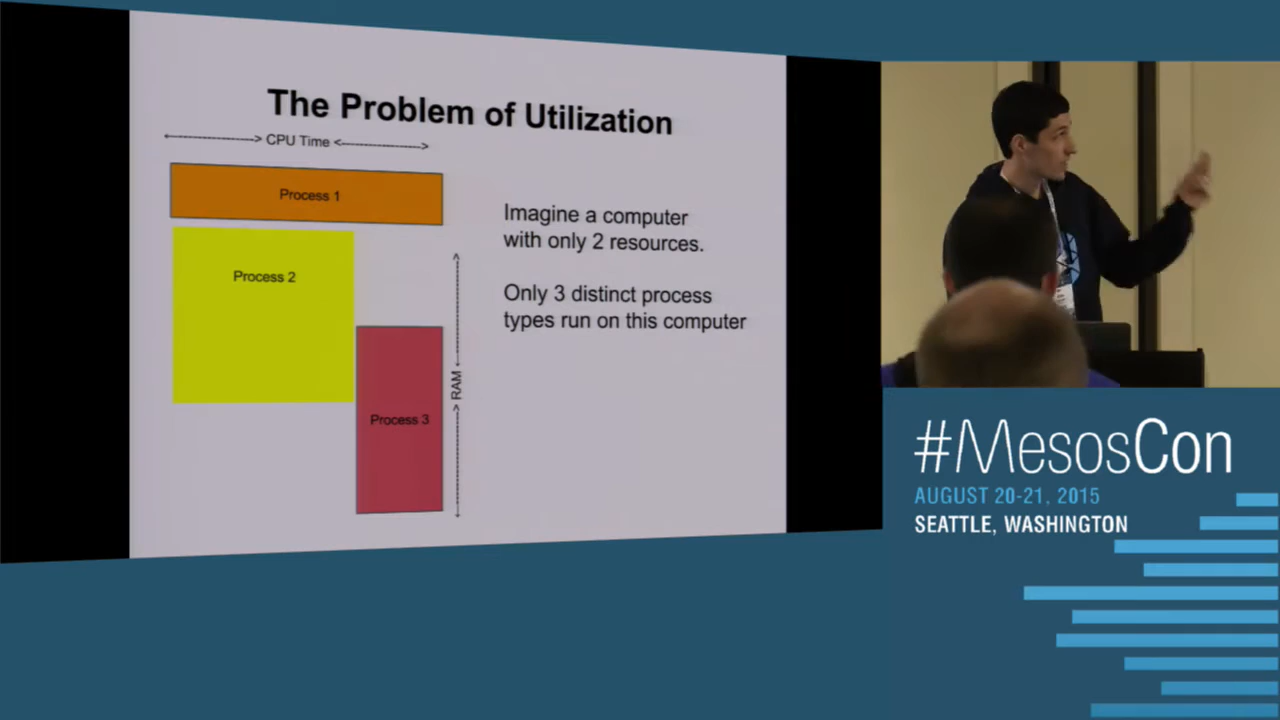 The Problem of Utilization
CPU Time
Process 1
Process 2
Process 3
RAM
Imagine a computer
with only 2 resources.
Only 3 distinct process
types run on this computer
#MesosCon
AUGUST 20-21, 2015
SEATTLE, WASHINGTON